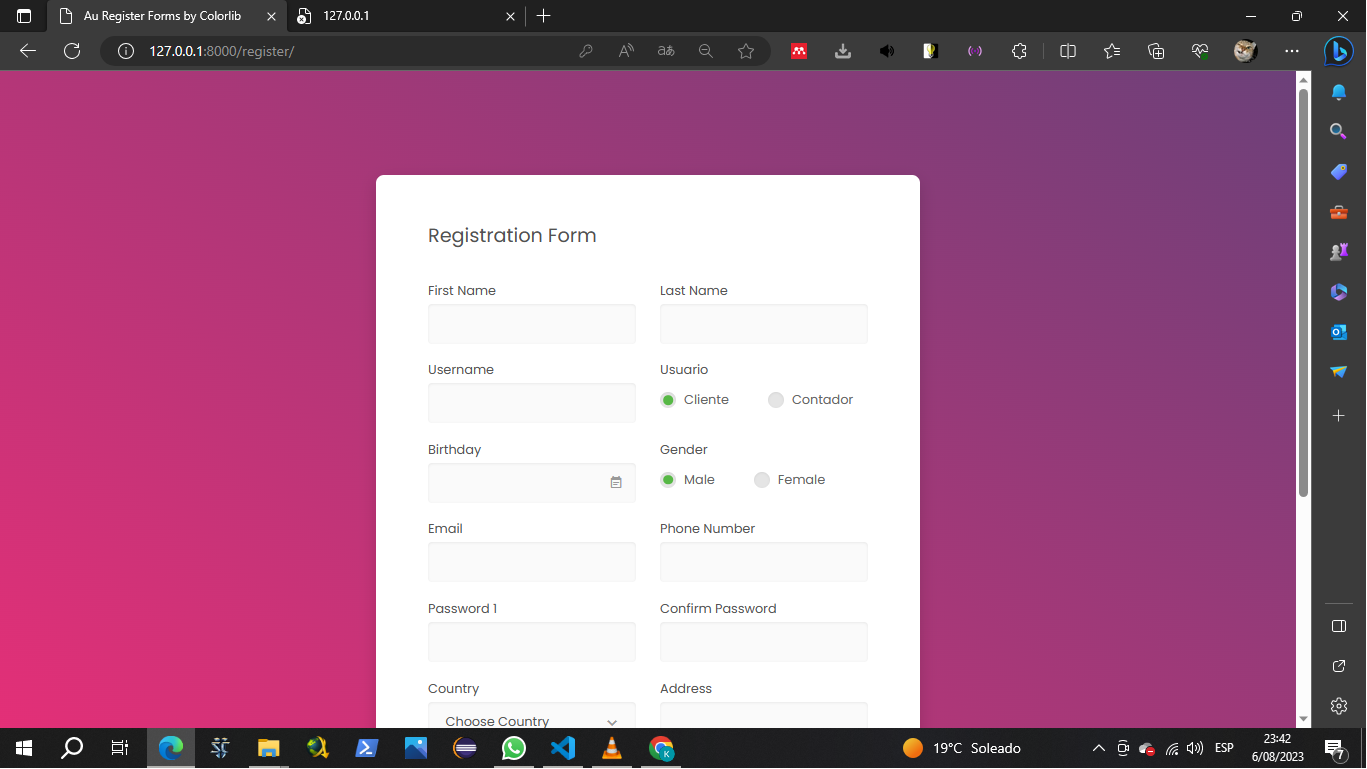 Au Register Forms by Colorlib
127.0.0.1
127.0.0.1:8000/register/
Registration Form
First Name
Last Name
Username
Usuario
Cliente
Contador
Birthday
Gender
Male
Female
Email
Phone Number
Password 1
Confirm Password
Country
Address
Choose Country
19°C Soleado
ESP
23:42
6/08/2023
7